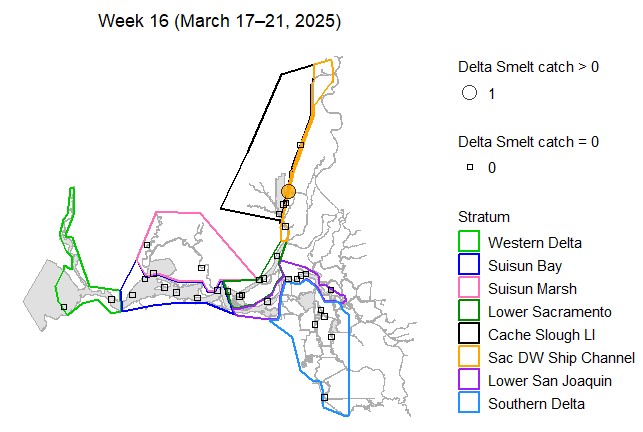 Week 16 (March 17–21, 2025)
Delta Smelt catch > 0
1
Delta Smelt catch = 0
0
Stratum
Western Delta
Suisun Bay
Suisun Marsh
Lower Sacramento
Cache Slough LI
Sac DW Ship Channel
Lower San Joaquin
Southern Delta